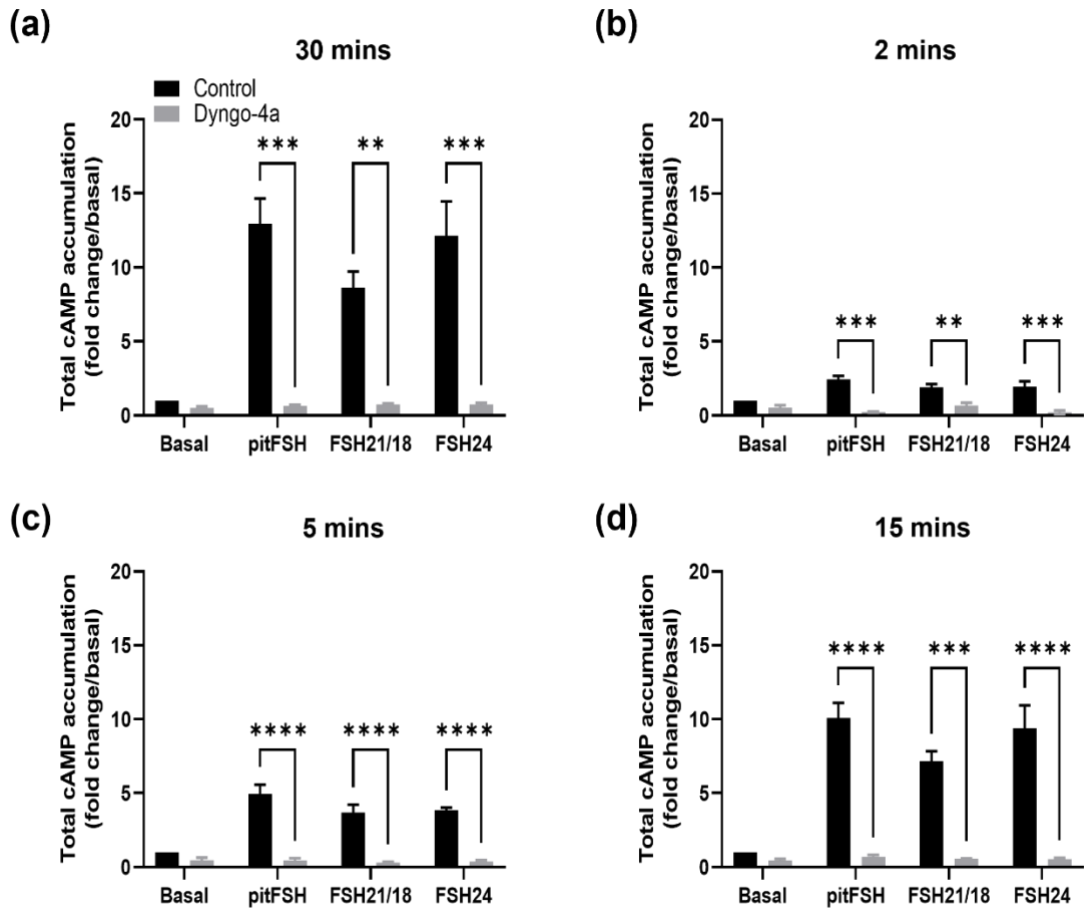 (a)
30 mins
Control
Dyngo-4a
Total cAMP accumulation
(fold change/basal)
20
15
10
5
0
***
**
***
Basal
pitFSH
FSH21/18
FSH24
(b)
2 mins
Total cAMP accumulation
(fold change/basal)
20
15
10
5
0
***
**
***
Basal
pitFSH
FSH21/18
FSH24
(c)
5 mins
Total cAMP accumulation
(fold change/basal)
20
15
10
5
0
****
****
****
Basal
pitFSH
FSH21/18
FSH24
(d)
15 mins
Total cAMP accumulation
(fold change/basal)
20
15
10
5
0
****
***
****
Basal
pitFSH
FSH21/18
FSH24